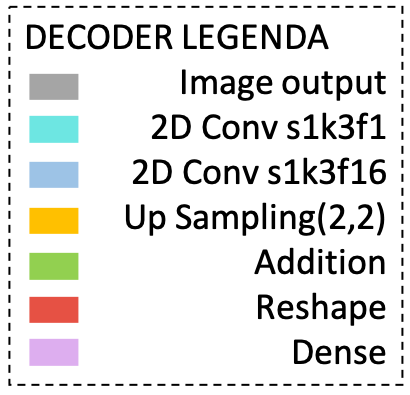 DECODER LEGENDA
Image output
2D Conv s1k3f1
2D Conv s1k3f16
Up Sampling(2,2)
Addition
Reshape
Dense